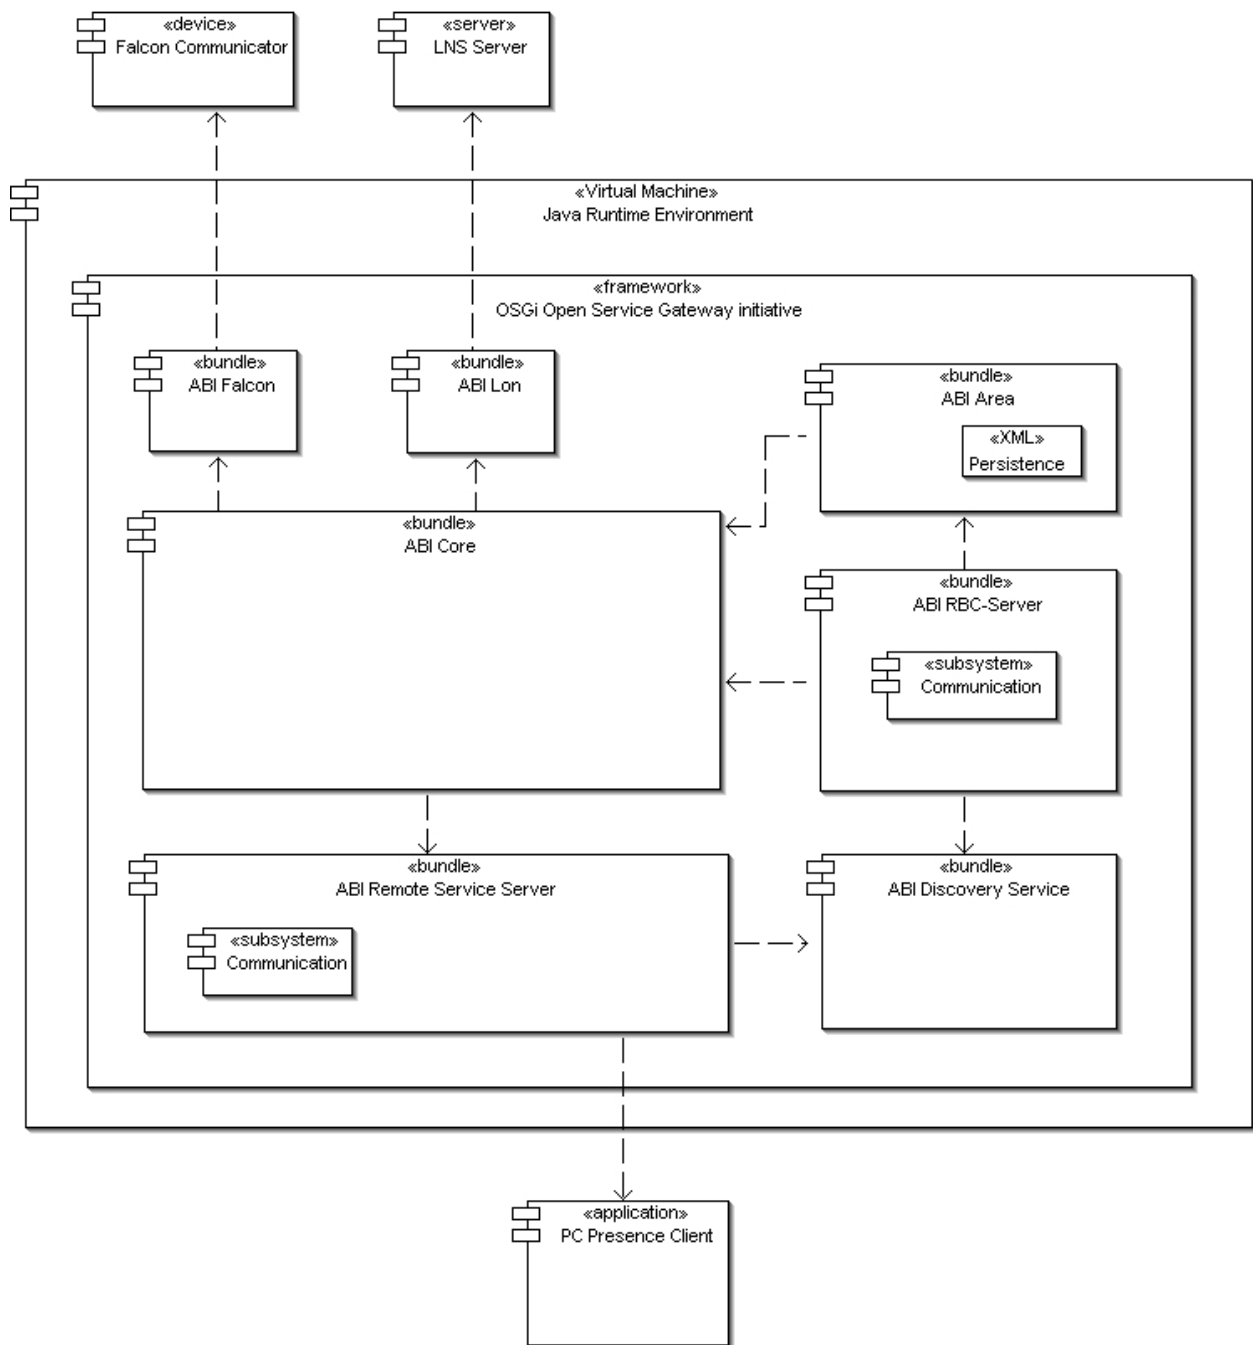 «device»
Falcon Communicator
«server»
LNS Server
«Virtual Machine»
Java Runtime Environment
«framework»
OSGi Open Service Gateway initiative
«bundle»
ABI Falcon
«bundle»
ABI Lon
«bundle»
ABI Area
«XML»
Persistence
«bundle»
ABI Core
«bundle»
ABI RBC-Server
«subsystem»
Communication
«bundle»
ABI Remote Service Server
«subsystem»
Communication
«bundle»
ABI Discovery Service
«application»
PC Presence Client